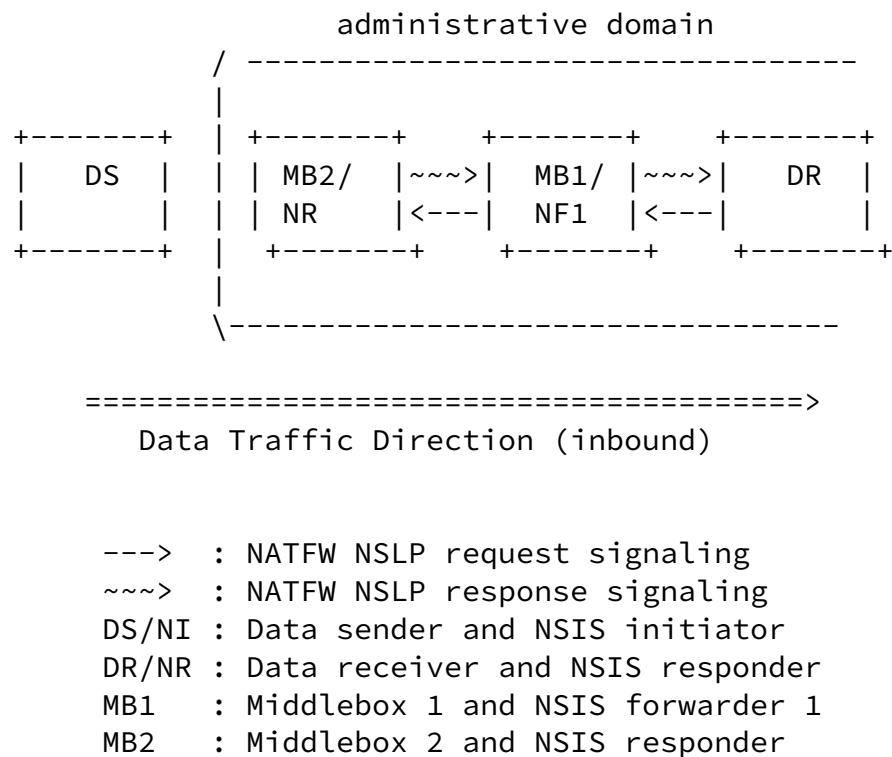 administrative domain
           / ----------------------------------
           |
+-------+  | +-------+    +-------+    +-------+
|   DS  |  | | MB2/  |~~~>|  MB1/ |~~~>|   DR  |
|       |  | | NR    |<---|  NF1  |<---|       |
+-------+  |  +-------+    +-------+    +-------+
           |
           \----------------------------------

    ========================================>
       Data Traffic Direction (inbound)

     --->  : NATFW NSLP request signaling
     ~~~>  : NATFW NSLP response signaling
     DS/NI : Data sender and NSIS initiator
     DR/NR : Data receiver and NSIS responder
     MB1   : Middlebox 1 and NSIS forwarder 1
     MB2   : Middlebox 2 and NSIS responder